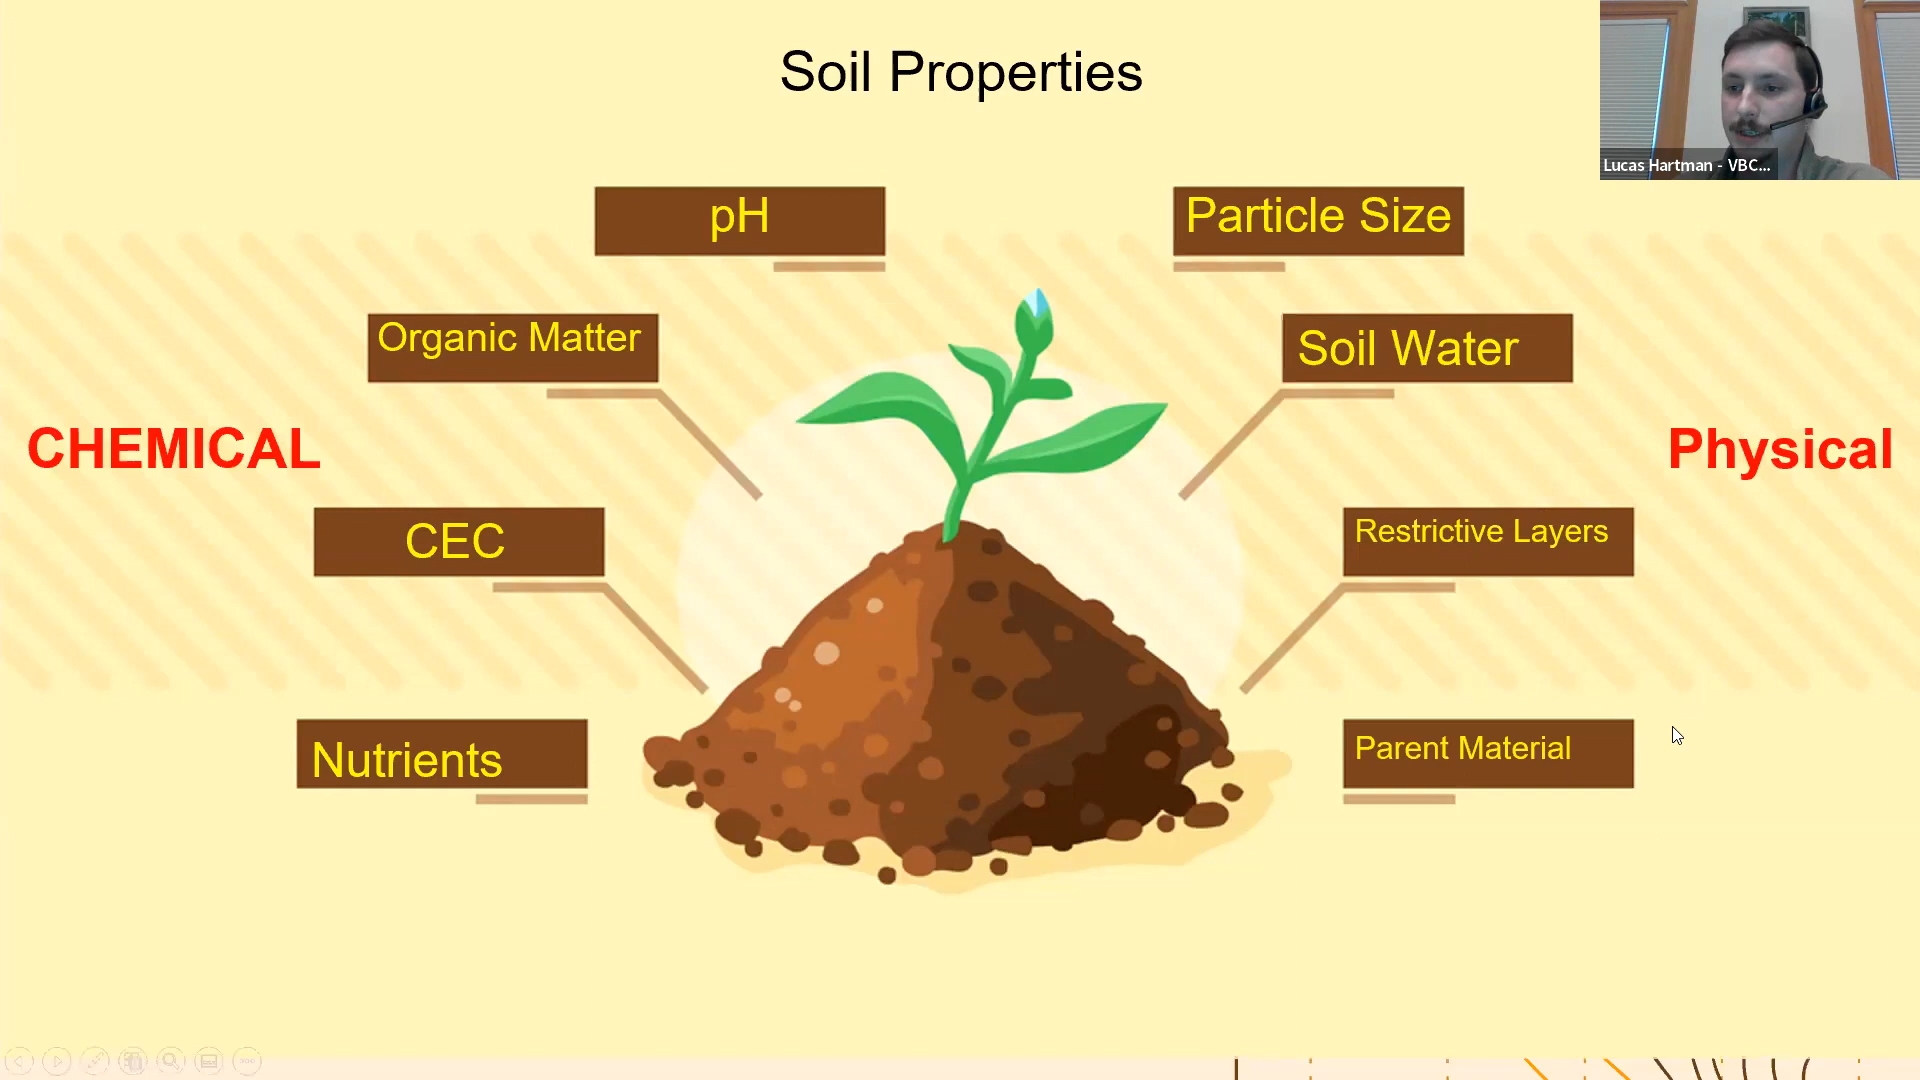 Soil Properties
Lucas Hartman - VBC...
pH
Particle Size
Organic Matter
Soil Water
CHEMICAL
Physical
CEC
Restrictive Layers
Nutrients
Parent Material